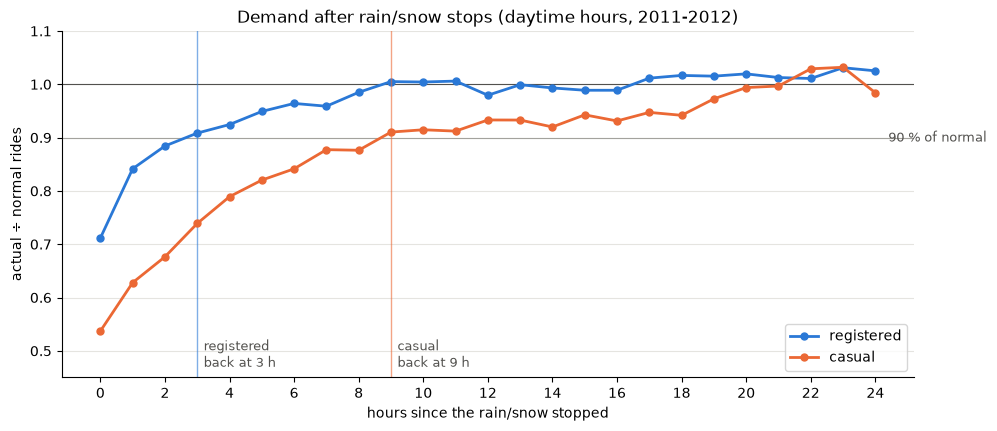 Demand after rain/snow stops (daytime hours, 2011-2012)
actual ÷ normal rides
1.1
1.0
0.9
0.8
0.7
0.6
0.5
90 % of normal
registered
back at 3 h
casual
back at 9 h
registered
casual
0 2 4 6 8 10 12 14 16 18 20 22 24
hours since the rain/snow stopped